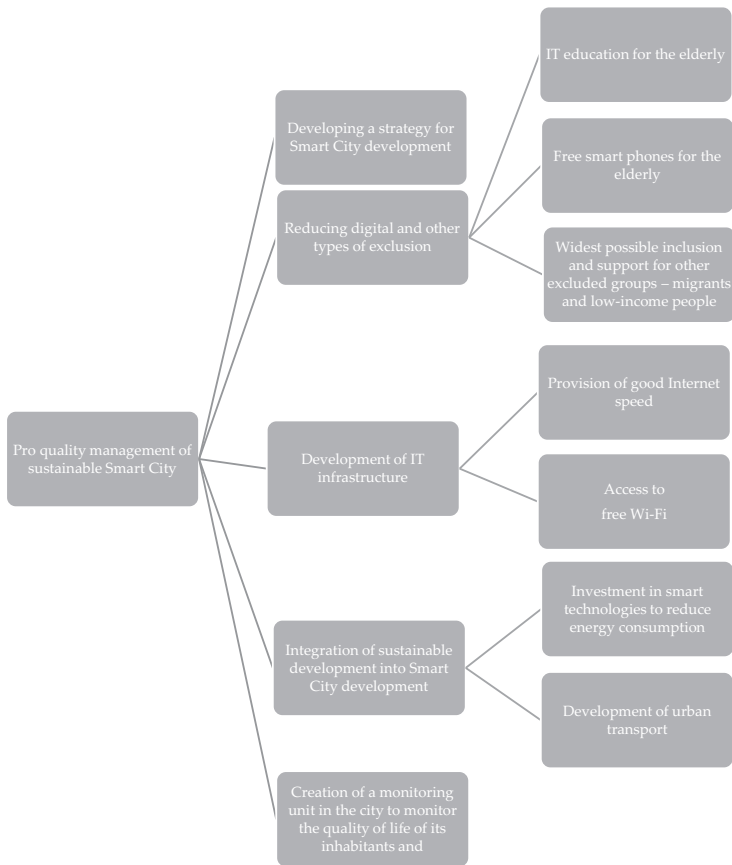 Pro quality management of
sustainable Smart City
Developing a strategy for
Smart City development
Reducing digital and other
types of exclusion
IT education for the elderly
Free smart phones for the
elderly
Widest possible inclusion
and support for other
excluded groups – migrants
and low-income people
Development of IT
infrastructure
Provision of good Internet
speed
Access to
free Wi-Fi
Integration of sustainable
development into Smart
City development
Investment in smart
technologies to reduce
energy consumption
Development of urban
transport
Creation of a monitoring
unit in the city to monitor
the quality of life of its
inhabitants and